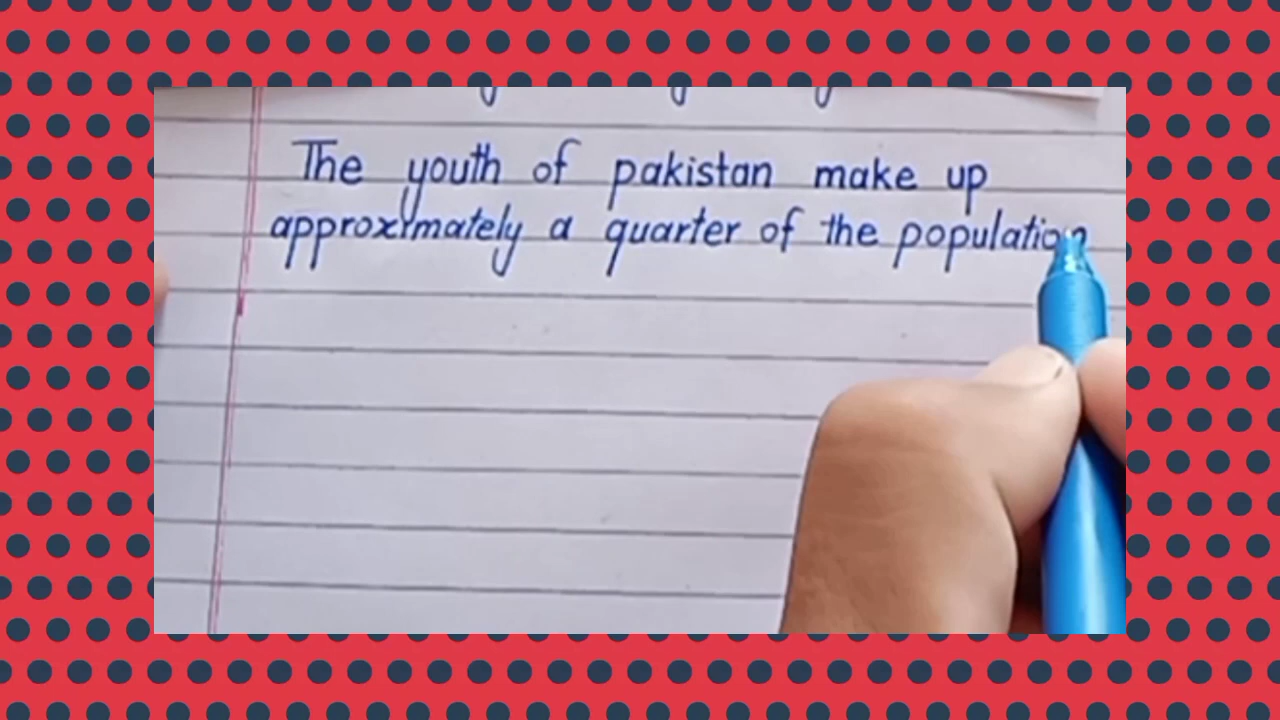 The youth of pakistan make up
approximately a quarter of the population